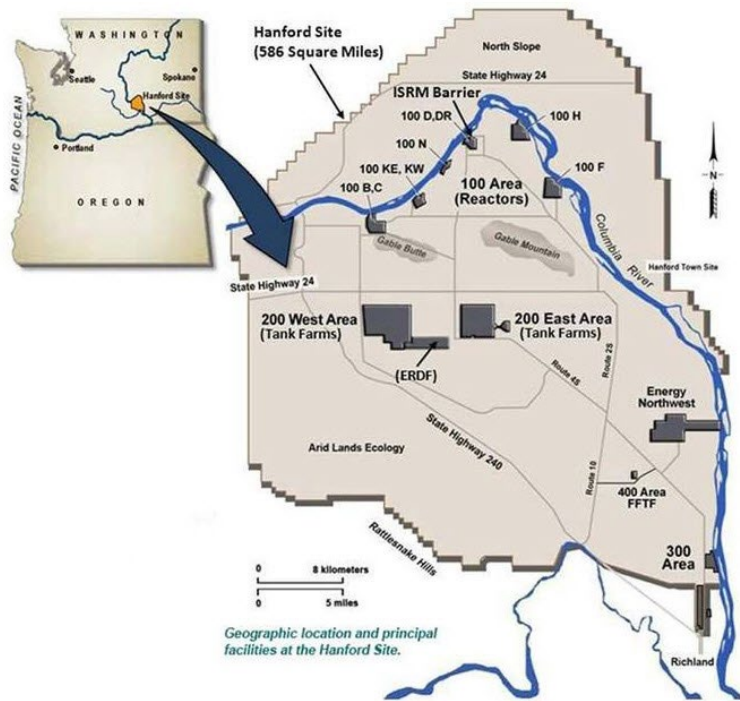 WASHINGTON
Seattle
Spokane
Hanford Site
PACIFIC OCEAN
Portland
OREGON
Hanford Site
(586 Square Miles)
North Slope
State Highway 24
ISRM Barrier
100 D,DR
100 H
100 N
100 KE, KW
100 F
100 B,C
100 Area
(Reactors)
N
Gable Butte
Gable Mountain
Columbia River
Hanford Town Site
State Highway 24
200 West Area
(Tank Farms)
200 East Area
(Tank Farms)
(ERDF)
Route 2S
Route 4S
Energy
Northwest
State Highway 240
Arid Lands Ecology
Route 10
400 Area
FFTF
Rattlesnake Hills
300
Area
0 8 kilometers
0 5 miles
Geographic location and principal
facilities at the Hanford Site.
Richland